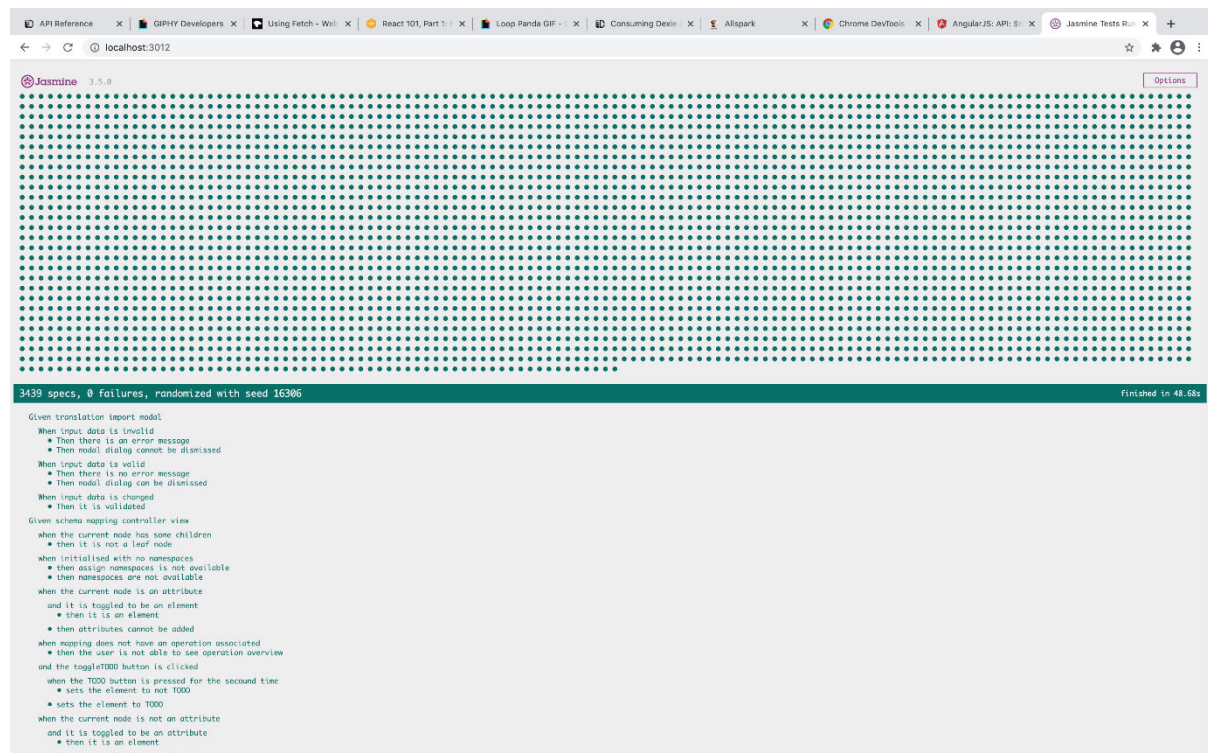 API Reference
GIPHY Developers
Using Fetch - Web
React 101, Part 1:
Loop Panda GIF -
Consuming Dexie
Allspark
Chrome DevTools
AngularJS: API:
Jasmine Tests Run
localhost:3012
Jasmine 3.5.0
Options
3439 specs, 0 failures, randomized with seed 16306
finished in 48.68s
Given translation import modal
When input data is invalid
• Then there is an error message
• Then modal dialog cannot be dismissed
When input data is valid
• Then there is no error message
• Then modal dialog can be dismissed
When input data is changed
• Then it is validated
Given schema mapping controller view
when the current node has some children
• then it is not a leaf node
when initialised with no namespaces
• then assign namespaces is not available
• then namespaces are not available
when the current node is an attribute
and it is toggled to be an element
• then it is an element
• then attributes cannot be added
when mapping does not have an operation associated
• then the user is not able to see operation overview
and the toggleTODO button is clicked
when the TODO button is pressed for the secound time
• sets the element to not TODO
• sets the element to TODO
when the current node is not an attribute
and it is toggled to be an attribute
• then it is an element